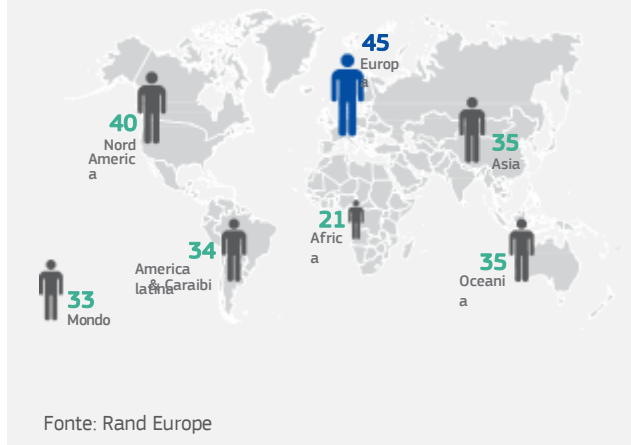 45
Europ
a
40
Nord
Americ
a
35
Asia
21
Afric
a
34
America
latina
& Caraibi
35
Oceani
a
33
Mondo
Fonte: Rand Europe